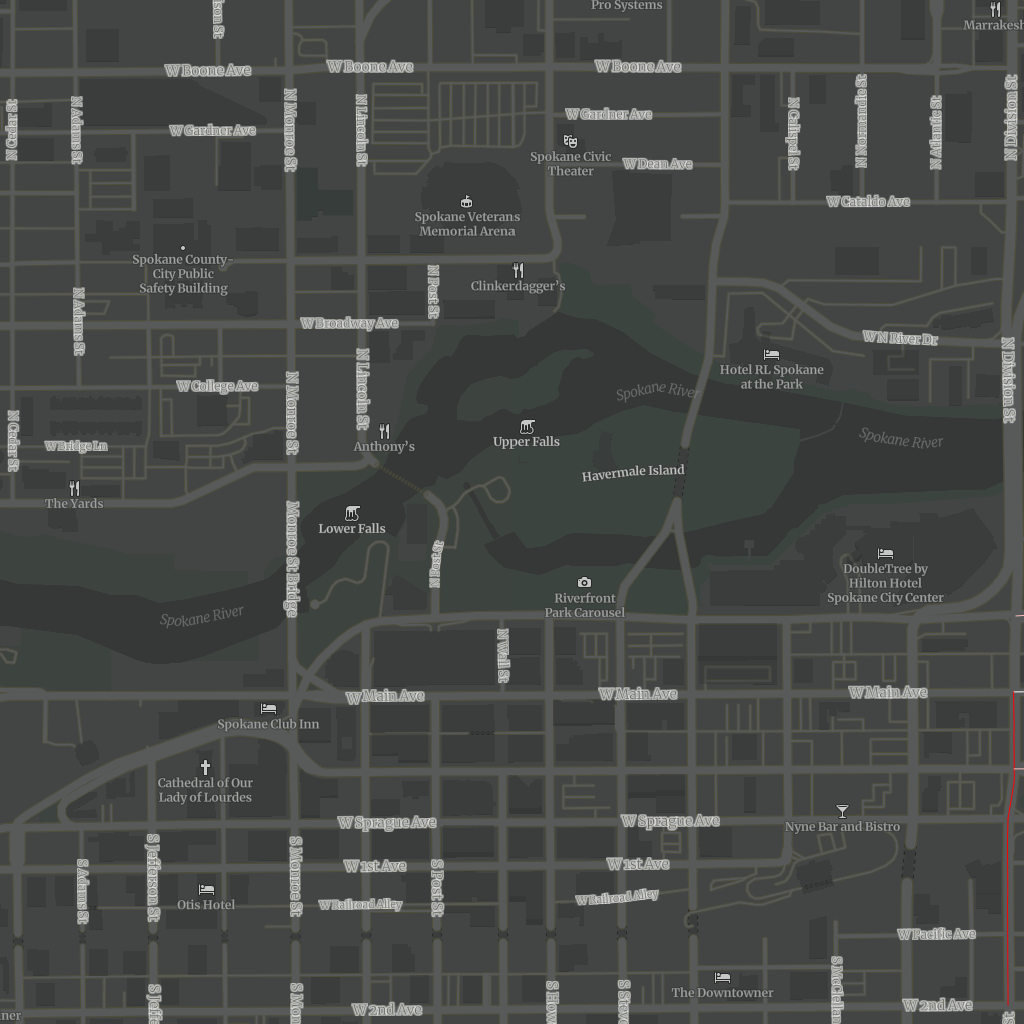 Pro Systems
Marrakesh
W Boone Ave
W Boone Ave
W Boone Ave
N Cedar St
N Adams St
N Monroe St
N Lincoln St
W Gardner Ave
W Gardner Ave
N Calispel St
N Normandie St
N Atlantic St
N Division St
Spokane Civic
Theater
W Dean Ave
W Cataldo Ave
Spokane Veterans
Memorial Arena
Spokane County-
City Public
Safety Building
Clinkerdagger's
N Post St
N Adams St
W Broadway Ave
W N River Dr
Hotel RL Spokane
at the Park
N Division St
W College Ave
N Monroe St
N Lincoln St
Spokane River
N Cedar St
W Bridge Ln
Anthony's
Upper Falls
Spokane River
Havermale Island
The Yards
Lower Falls
Monroe St Bridge
N Post St
Riverfront
Park Carousel
DoubleTree by
Hilton Hotel
Spokane City Center
Spokane River
N Wall St
W Main Ave
W Main Ave
W Main Ave
Spokane Club Inn
Cathedral of Our
Lady of Lourdes
W Sprague Ave
W Sprague Ave
Nyne Bar and Bistro
S Adams St
S Jefferson St
S Monroe St
W 1st Ave
S Post St
W 1st Ave
Otis Hotel
W Railroad Alley
W Railroad Alley
W Pacific Ave
The Downtowner
W 2nd Ave
W 2nd Ave